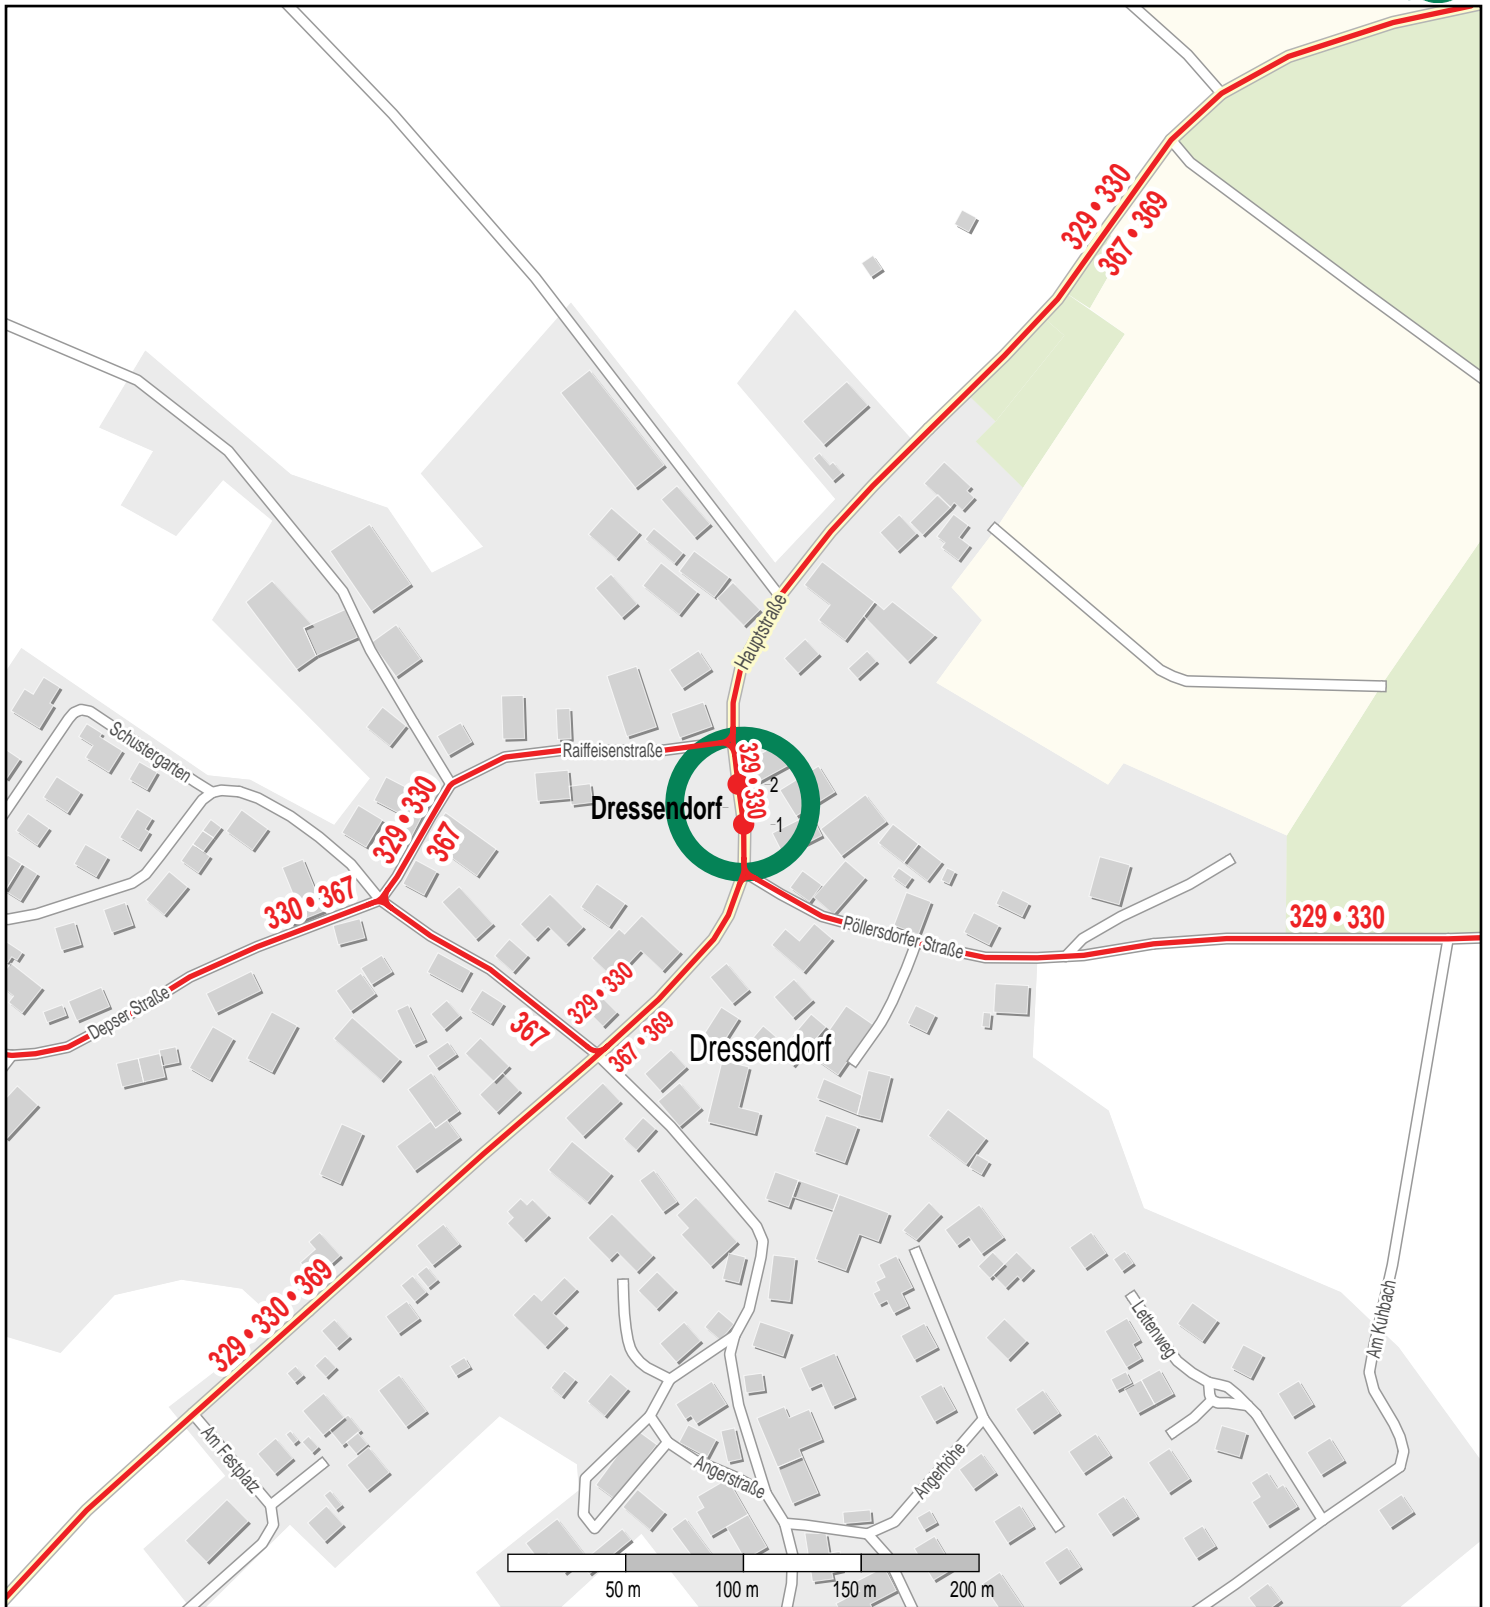 329 • 330
367 • 369
Hauptstraße
Schustergarten
Raiffeisenstraße
329 • 330
2
Dressendorf
1
329 • 330
367
330 • 367
329 • 330
Pöllersdorfer Straße
Depser Straße
329 • 330
367
367 • 369
Dressendorf
329 • 330 • 369
Lettenweg
Am Kühbach
Am Festplatz
Angerstraße
Angerhöhe
50 m
100 m
150 m
200 m